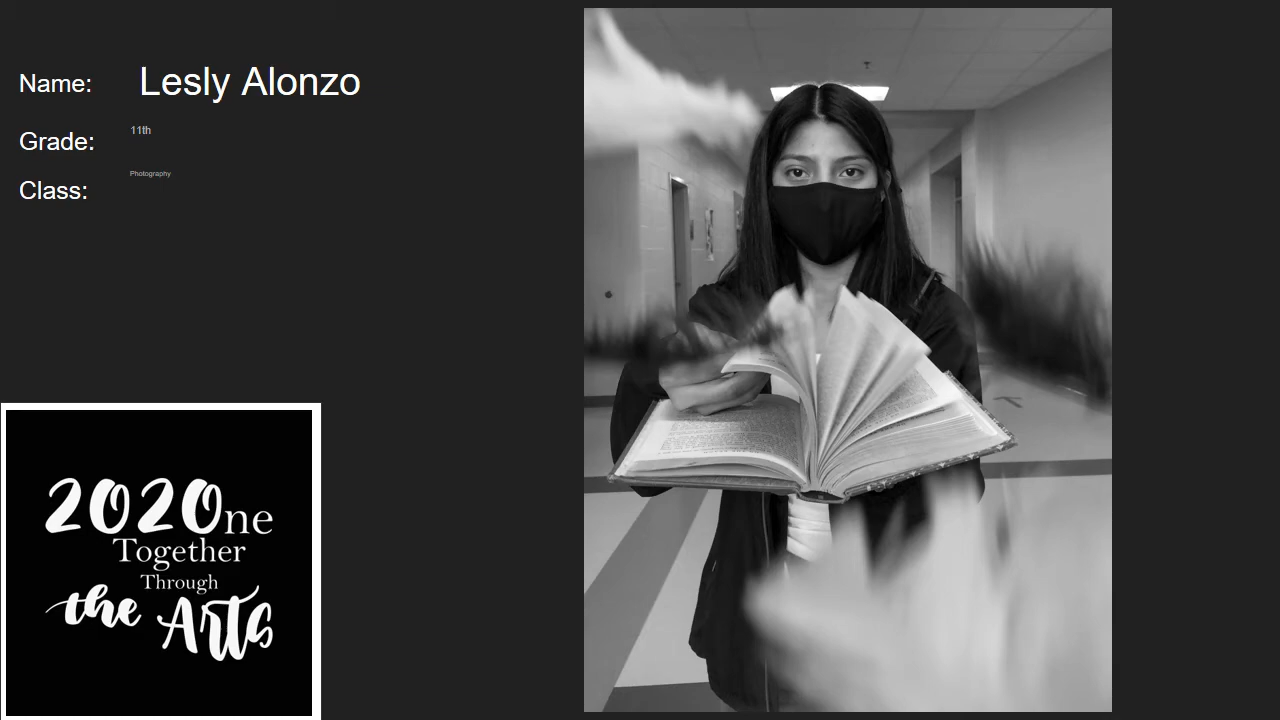 Name: Lesly Alonzo
Grade: 11th
Class: Photography
2020ne
Together
Through
the Arts